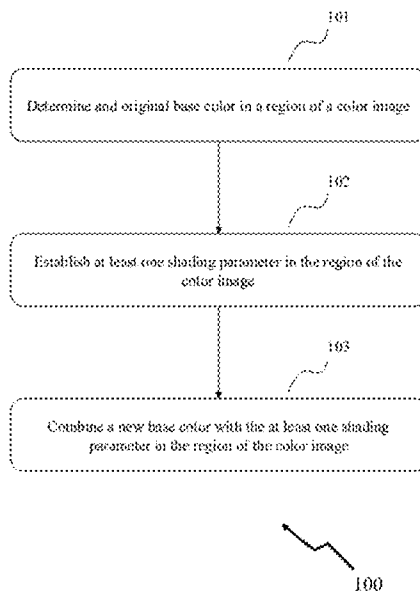 101
Determine and original base color in a region of a color image
102
Establish at least one shading parameter in the region of the
color image
103
Combine a new base color with the at least one shading
parameter in the region of the color image
100